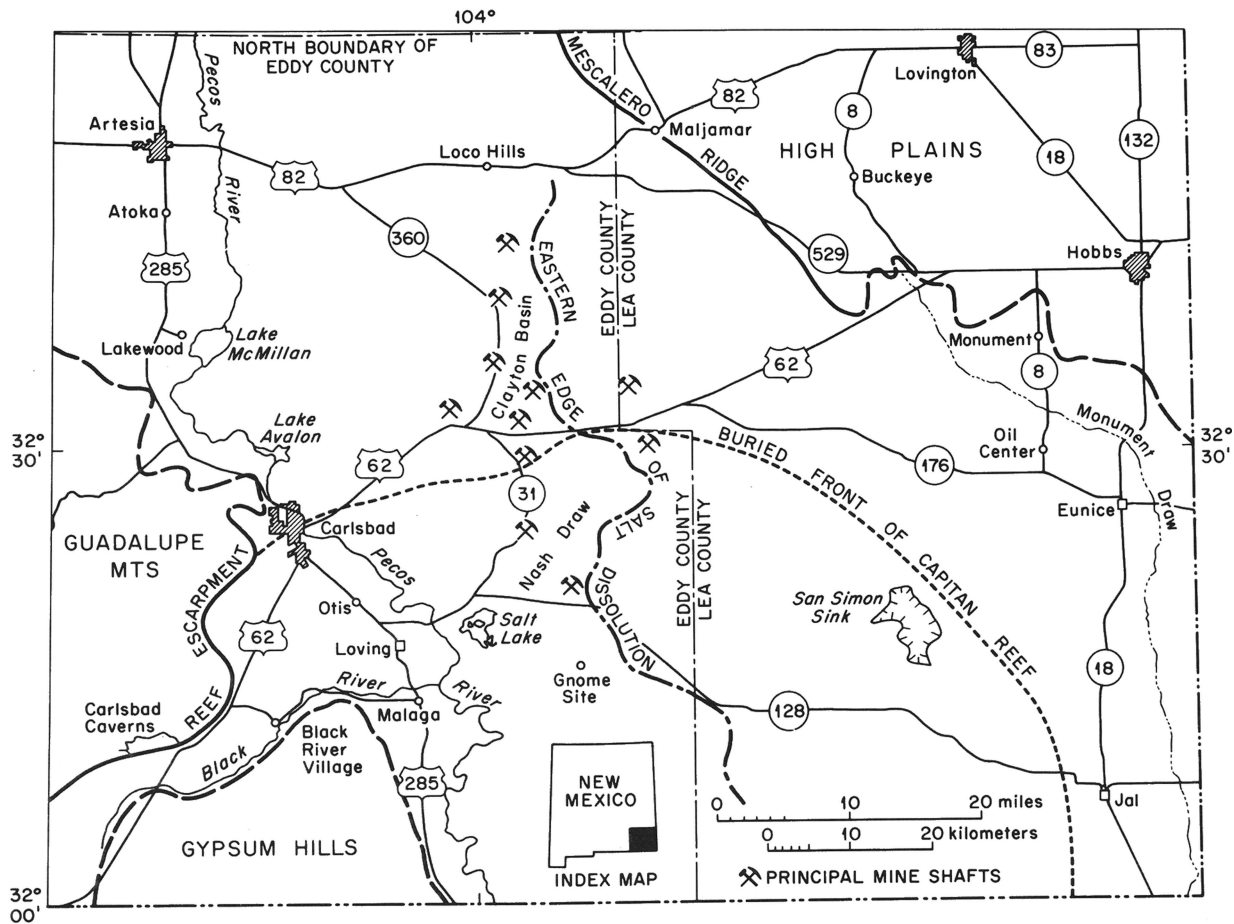 104°
NORTH BOUNDARY OF
EDDY COUNTY
Pecos
River
MESCALERO
RIDGE
83
Lovington
82
8
Artesia
Maljamar
132
HIGH PLAINS
18
Loco Hills
82
Buckeye
Atoka
360
EDDY COUNTY
LEA COUNTY
529
Hobbs
285
EASTERN
EDGE
OF
SALT
DISSOLUTION
Clayton Basin
Lake
McMillan
Lakewood
Monument
62
8
Lake
Avalon
Monument
Draw
32°
30'
32°
30'
BURIED FRONT OF CAPITAN
REEF
Oil
Center
62
176
31
Eunice
Carlsbad
GUADALUPE
MTS
Nash Draw
EDDY COUNTY
LEA COUNTY
Pecos
River
ESCARPMENT
REEF
San Simon
Sink
Otis
Salt
Lake
62
Loving
Gnome
Site
18
River
Black
Malaga
Carlsbad
Caverns
128
Black
River
Village
285
NEW
MEXICO
0 10 20 miles
Jal
0 10 20 kilometers
GYPSUM HILLS
INDEX MAP
PRINCIPAL MINE SHAFTS
32°
00'